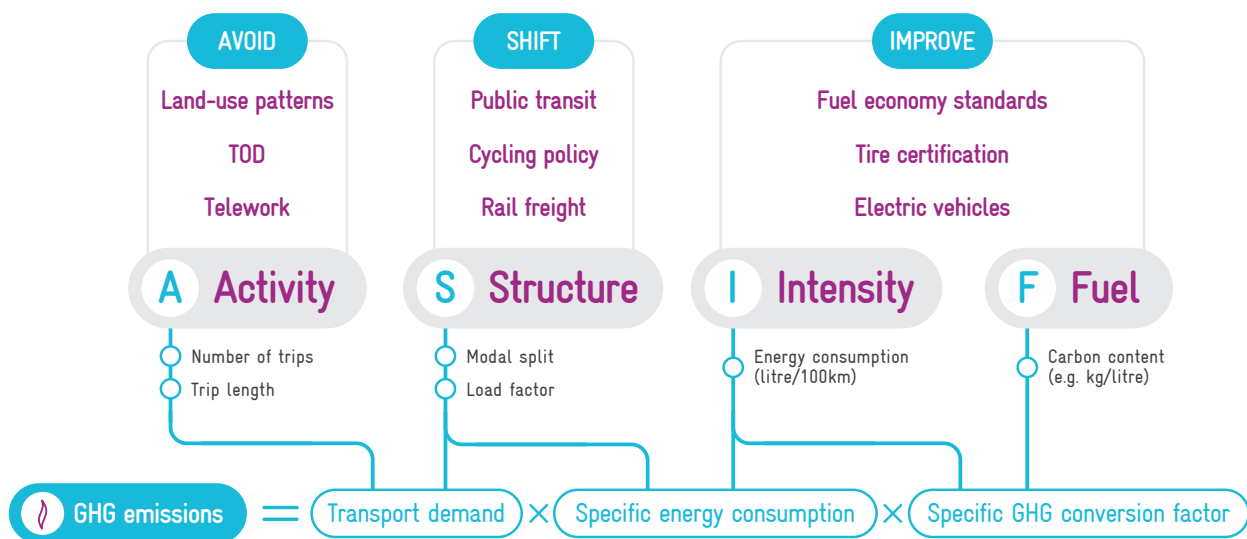 AVOID
SHIFT
IMPROVE
Land-use patterns
TOD
Telework
Public transit
Cycling policy
Rail freight
Fuel economy standards
Tire certification
Electric vehicles
A Activity
S Structure
I Intensity
F Fuel
Number of trips
Trip length
Modal split
Load factor
Energy consumption
(litre/100km)
Carbon content
(e.g. kg/litre)
GHG emissions = Transport demand × Specific energy consumption × Specific GHG conversion factor